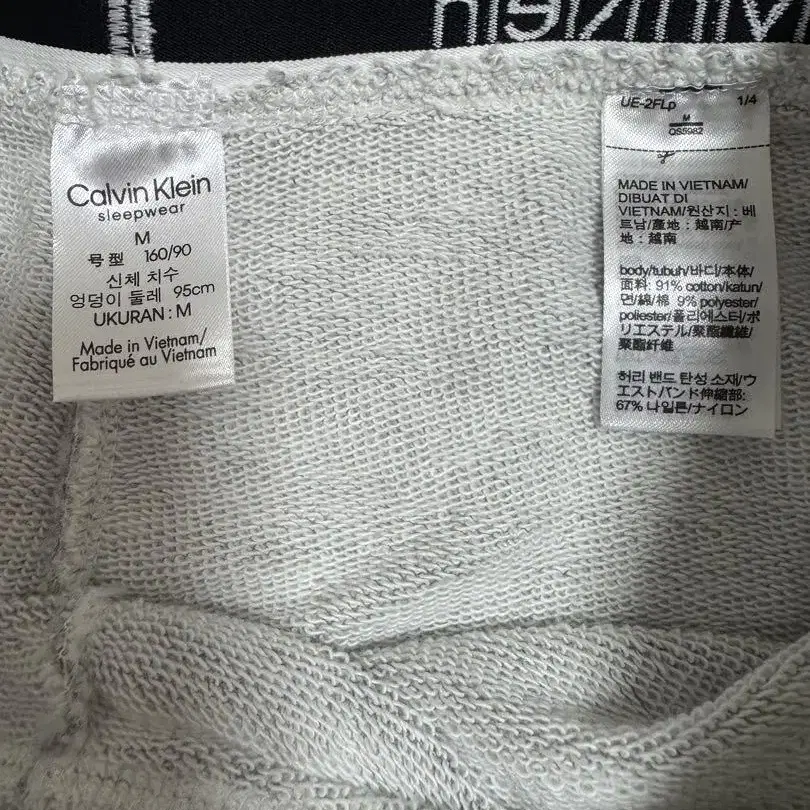 Calvin Klein
sleepwear
M
号型 160/90
신체 치수
엉덩이 둘레 95cm
UKURAN : M
Made in Vietnam/
Fabriqué au Vietnam
UE-2FLp 1/4
M
QS5982
MADE IN VIETNAM/
DIBUAT DI
VIETNAM/원산지 : 베
트남/產地 : 越南/产
地 : 越南
body/tubuh/바디/本体/
面料: 91% cotton/katun/
면/綿/棉 9% polyester/
poliester/폴리에스터/ポ
リエステル/聚酯纖維/
聚酯纤维
허리 밴드 탄성 소재/ウ
エスト/バンド伸縮部:
67% 나일론/ナイロン